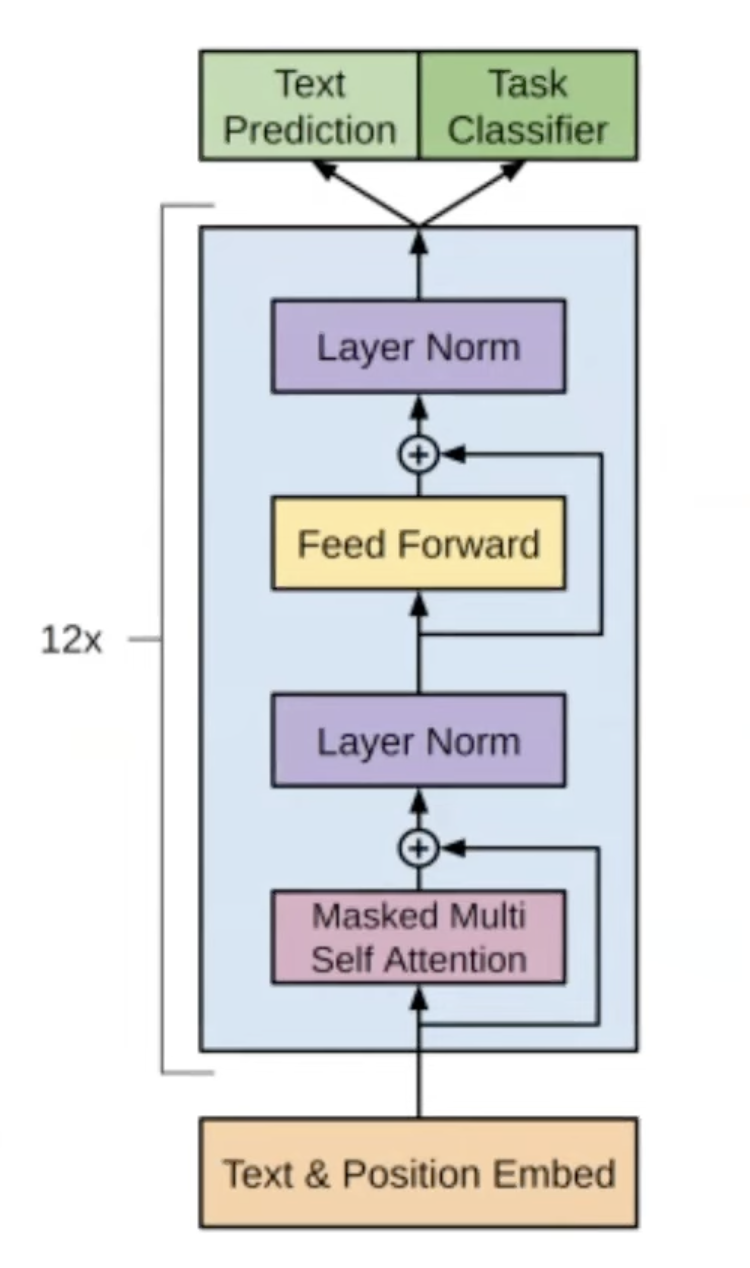 Text
Prediction
Task
Classifier
Layer Norm
+
Feed Forward
12x
Layer Norm
+
Masked Multi
Self Attention
Text & Position Embed